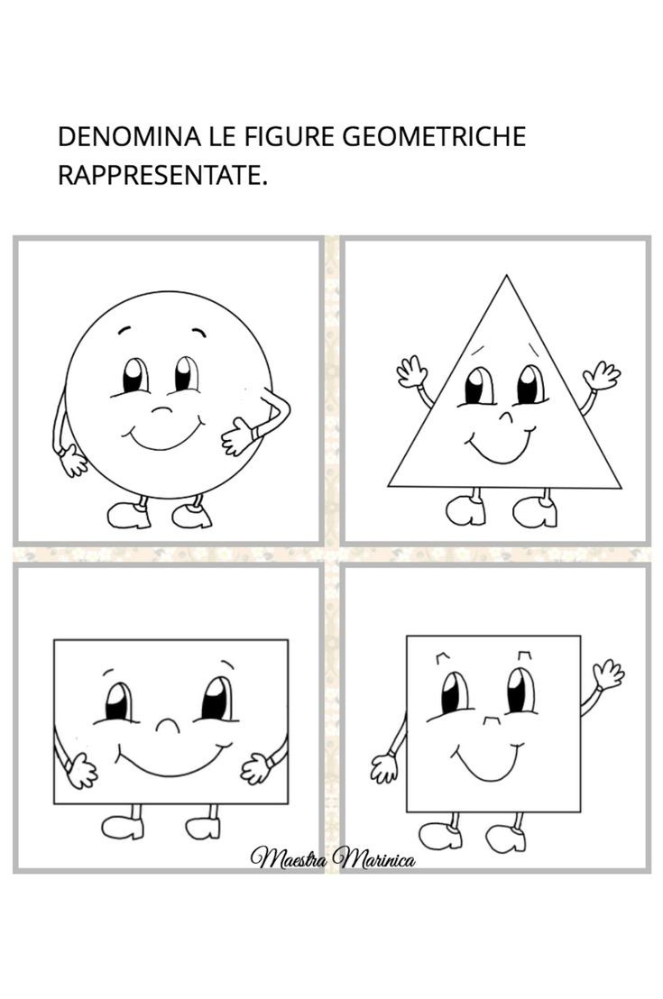 DENOMINA LE FIGURE GEOMETRICHE
RAPPRESENTATE.
Maestra Marinica